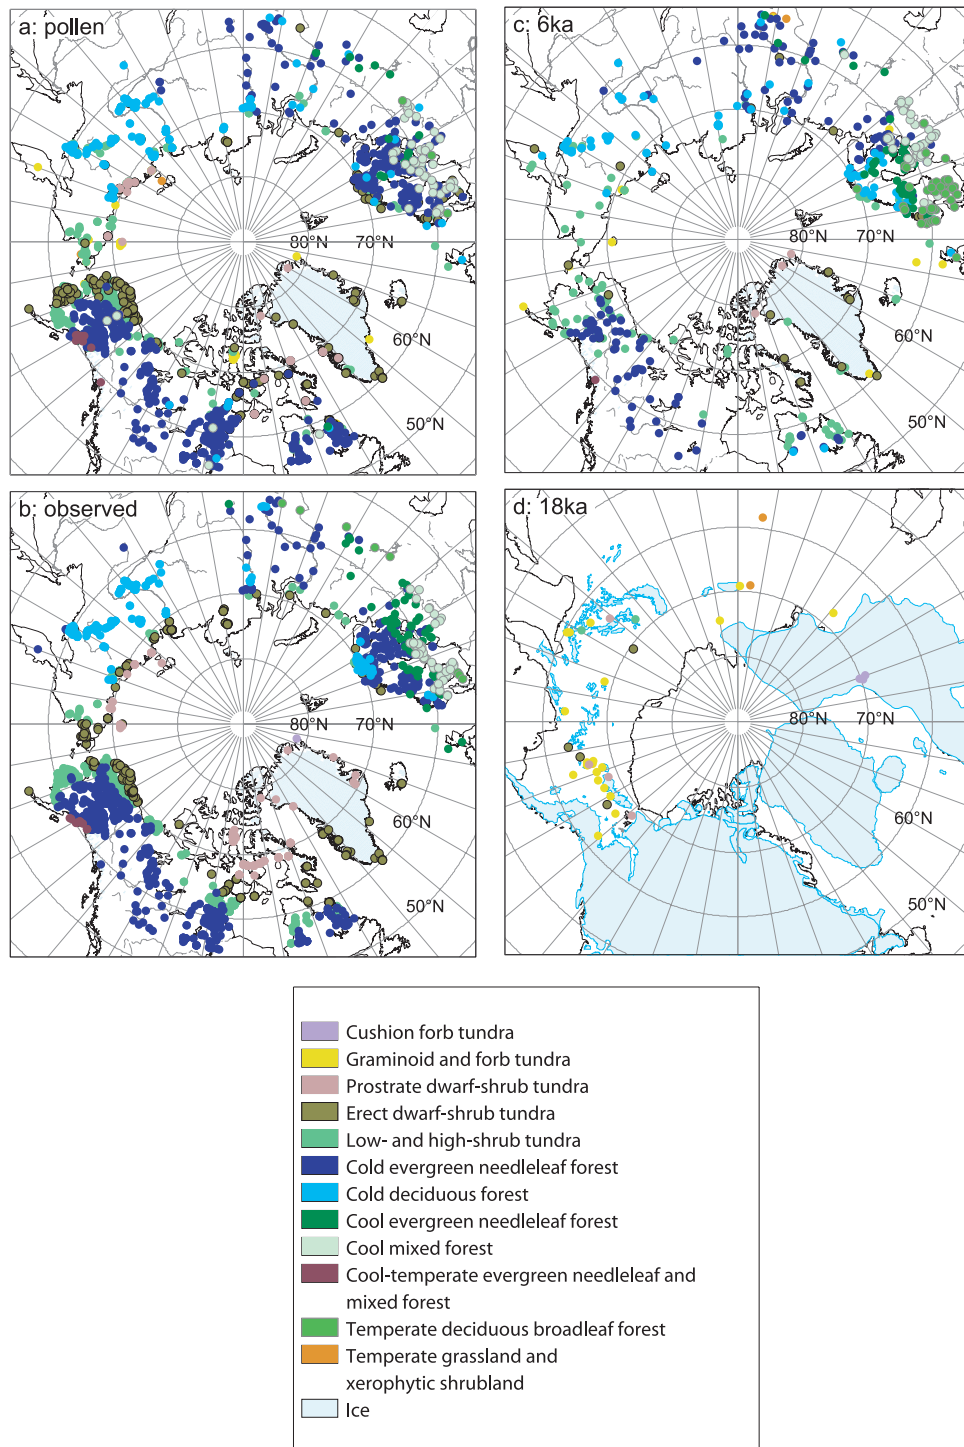 a: pollen
80°N
70°N
60°N
50°N
c: 6ka
80°N
70°N
60°N
50°N
b: observed
80°N
70°N
60°N
50°N
d: 18ka
80°N
70°N
60°N
50°N
Cushion forb tundra
Graminoid and forb tundra
Prostrate dwarf-shrub tundra
Erect dwarf-shrub tundra
Low- and high-shrub tundra
Cold evergreen needleleaf forest
Cold deciduous forest
Cool evergreen needleleaf forest
Cool mixed forest
Cool-temperate evergreen needleleaf and
mixed forest
Temperate deciduous broadleaf forest
Temperate grassland and
xerophytic shrubland
Ice